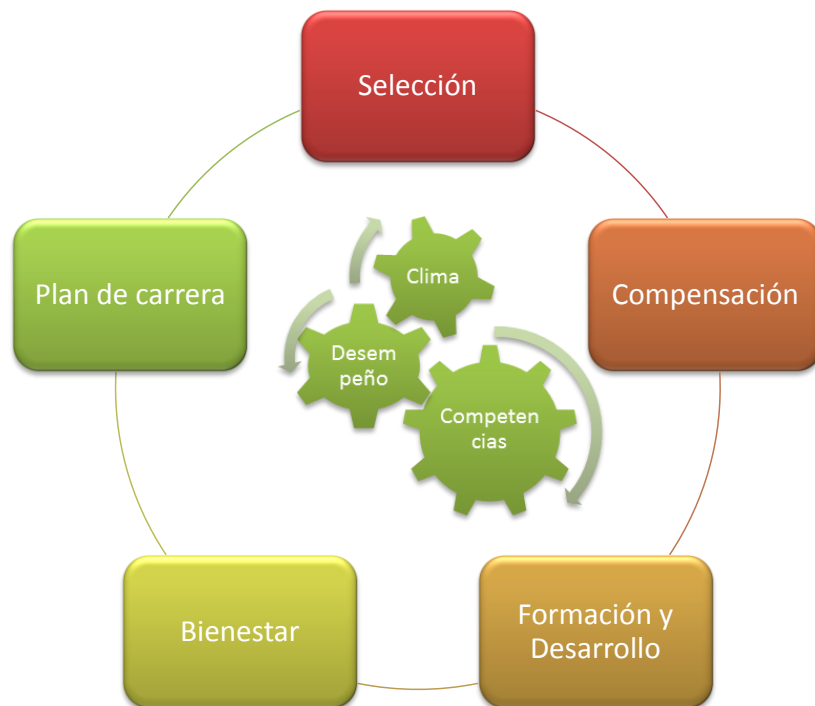 Selección
Plan de carrera
Compensación
Clima
Desem
peño
Competen
cias
Bienestar
Formación y
Desarrollo